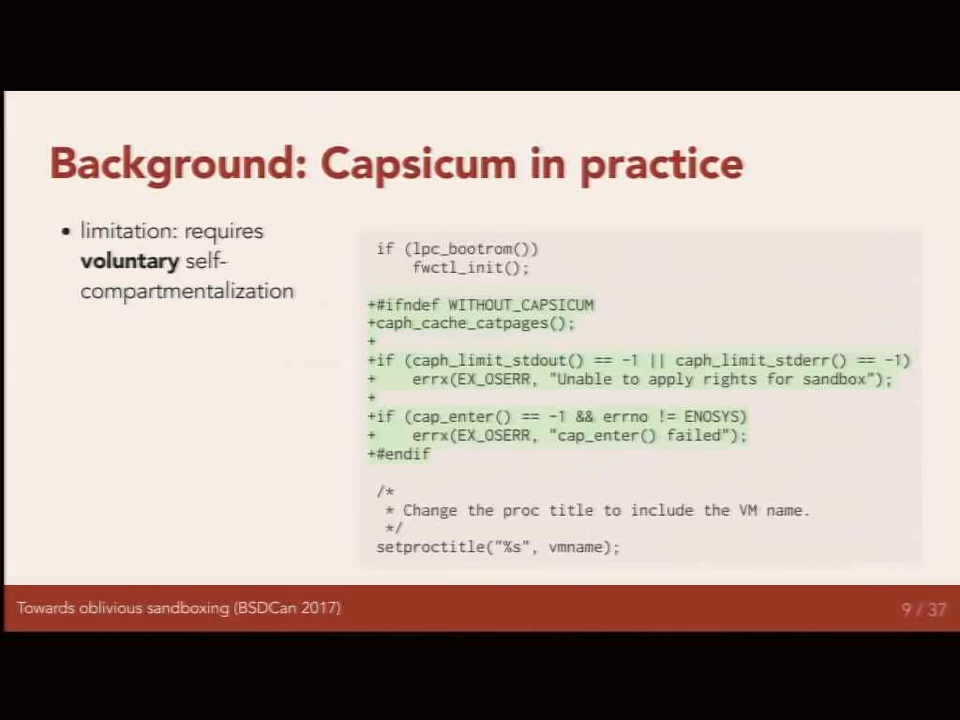 Background: Capsicum in practice
• limitation: requires
voluntary self-
compartmentalization
if (lpc_bootrom())
    fwctl_init();
+#ifndef WITHOUT_CAPSICUM
+caph_cache_catpages();
+
+if (caph_limit_stdout() == -1 || caph_limit_stderr() == -1)
+    errx(EX_OSERR, "Unable to apply rights for sandbox");
+
+if (cap_enter() == -1 && errno != ENOSYS)
+    errx(EX_OSERR, "cap_enter() failed");
+#endif
/*
 * Change the proc title to include the VM name.
 */
setproctitle("%s", vmname);
Towards oblivious sandboxing (BSDCan 2017)
9 / 37